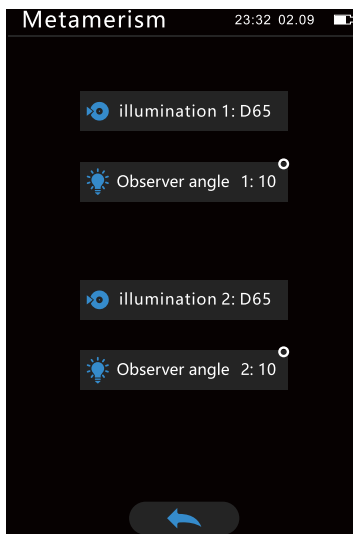 Metamerism 23:32 02.09
illumination 1: D65
Observer angle 1: 10°
illumination 2: D65
Observer angle 2: 10°